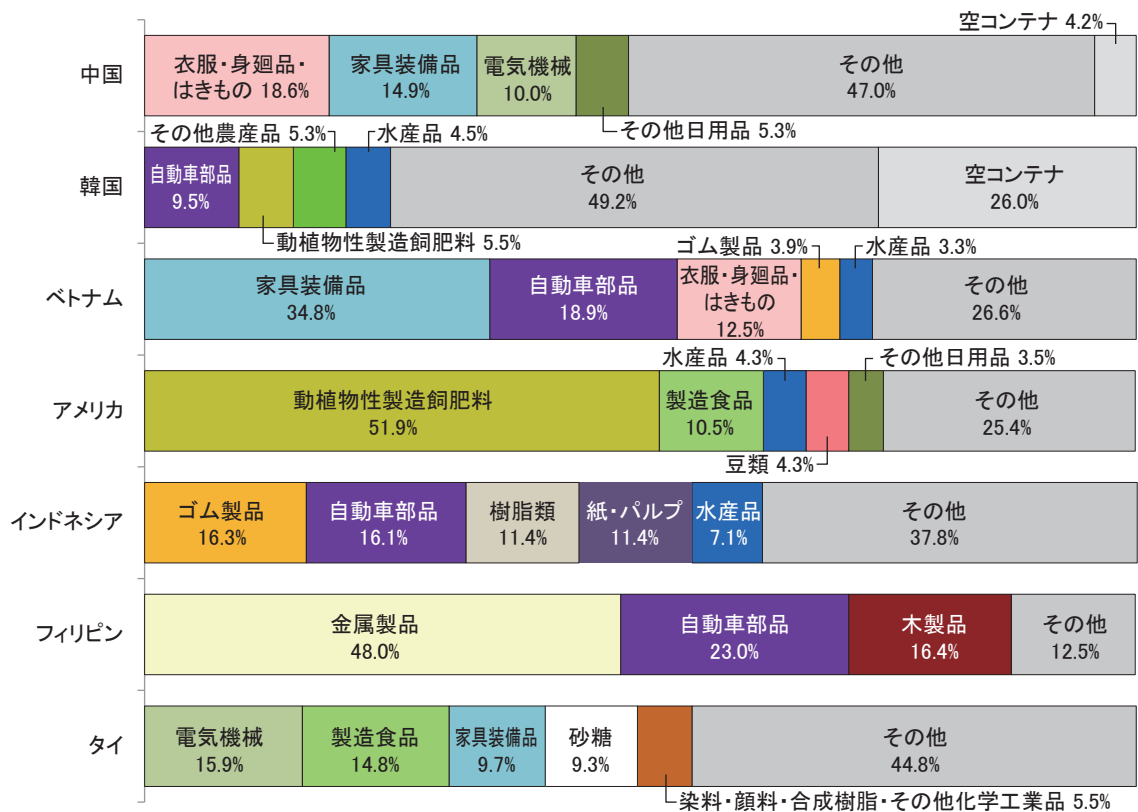 空コンテナ 4.2%
中国
衣服・身廻品・
はきもの 18.6%
家具装備品
14.9%
電気機械
10.0%
その他
47.0%
その他日用品 5.3%
その他農産品 5.3%
水産品 4.5%
韓国
自動車部品
9.5%
その他
49.2%
空コンテナ
26.0%
動植物性製造飼肥料 5.5%
ゴム製品 3.9%
水産品 3.3%
ベトナム
家具装備品
34.8%
自動車部品
18.9%
衣服・身廻品・
はきもの
12.5%
その他
26.6%
水産品 4.3%
その他日用品 3.5%
アメリカ
動植物性製造飼肥料
51.9%
製造食品
10.5%
その他
25.4%
豆類 4.3%
インドネシア
ゴム製品
16.3%
自動車部品
16.1%
樹脂類
11.4%
紙・パルプ
11.4%
水産品
7.1%
その他
37.8%
フィリピン
金属製品
48.0%
自動車部品
23.0%
木製品
16.4%
その他
12.5%
タイ
電気機械
15.9%
製造食品
14.8%
家具装備品
9.7%
砂糖
9.3%
その他
44.8%
染料・顔料・合成樹脂・その他化学工業品 5.5%